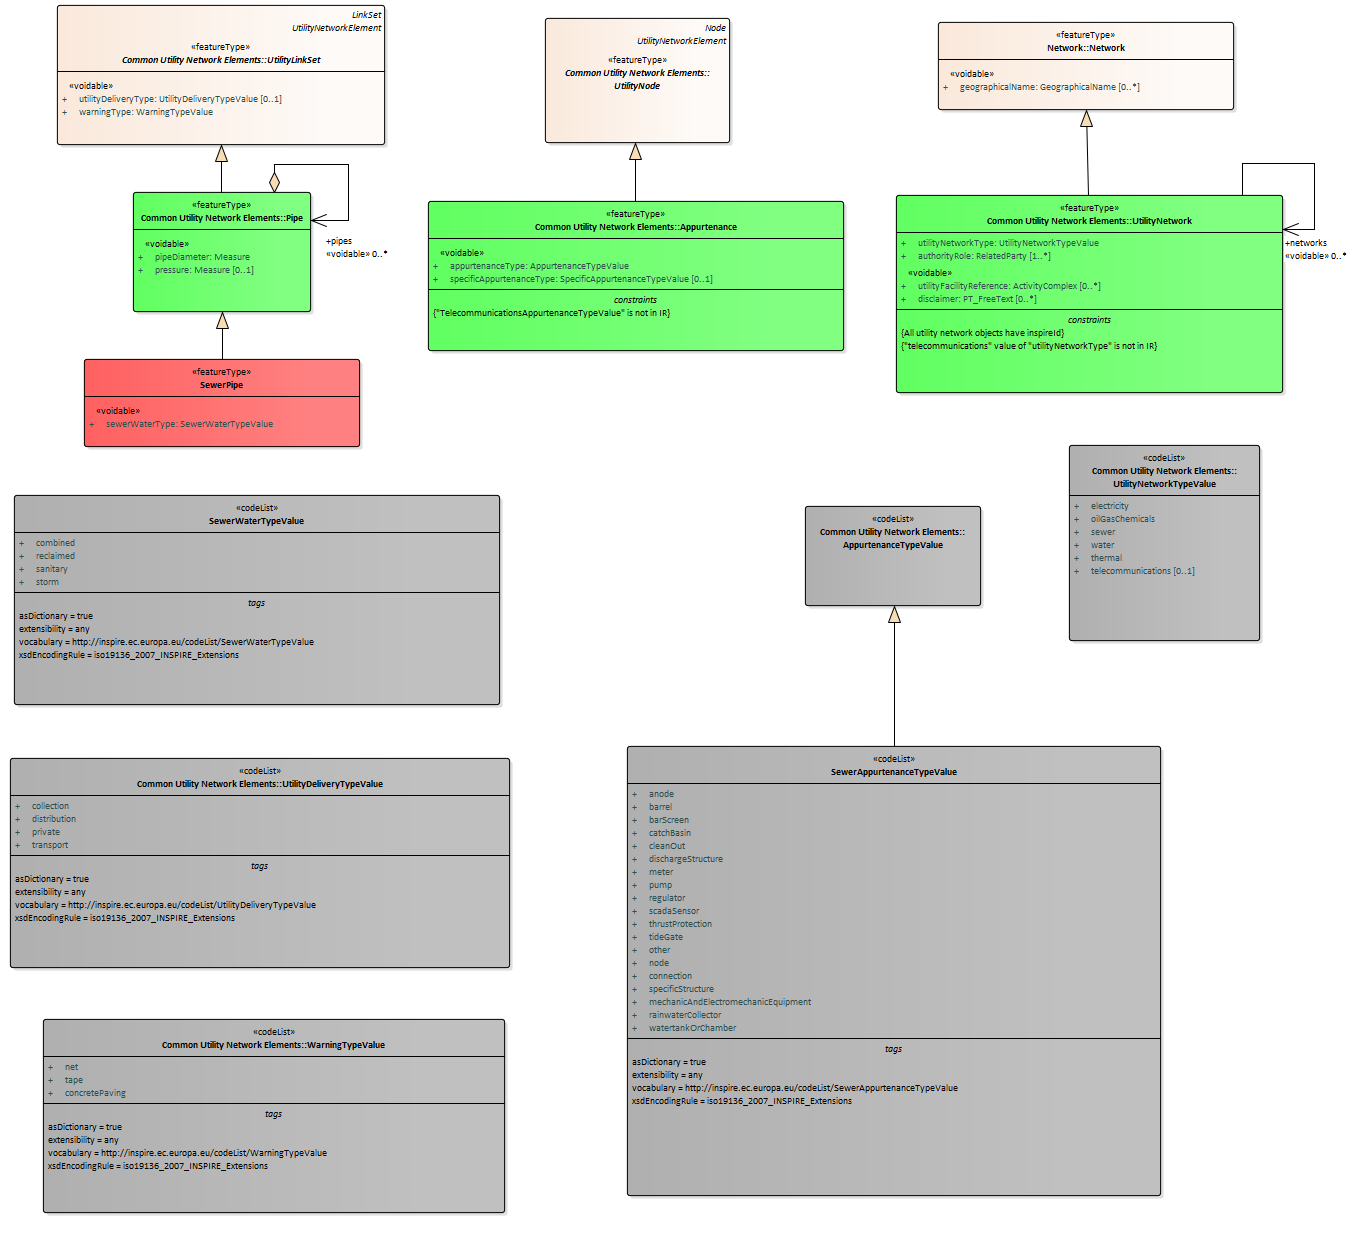 LinkSet
UtilityNetworkElement
«featureType»
Common Utility Network Elements::UtilityLinkSet
«voidable»
+ utilityDeliveryType: UtilityDeliveryTypeValue [0..1]
+ warningType: WarningTypeValue
Node
UtilityNetworkElement
«featureType»
Common Utility Network Elements::
UtilityNode
«featureType»
Network::Network
«voidable»
+ geographicalName: GeographicalName [0..*]
«featureType»
Common Utility Network Elements::Pipe
«voidable»
+ pipeDiameter: Measure
+ pressure: Measure [0..1]
+pipes
«voidable» 0..*
«featureType»
Common Utility Network Elements::Appurtenance
«voidable»
+ appurtenanceType: AppurtenanceTypeValue
+ specificAppurtenanceType: SpecificAppurtenanceTypeValue [0..1]
constraints
{"TelecommunicationsAppurtenanceTypeValue" is not in IR}
«featureType»
Common Utility Network Elements::UtilityNetwork
+ utilityNetworkType: UtilityNetworkTypeValue
+ authorityRole: RelatedParty [1..*]
«voidable»
+ utilityFacilityReference: ActivityComplex [0..*]
+ disclaimer: PT_FreeText [0..*]
constraints
{All utility network objects have inspireId}
{"telecommunications" value of "utilityNetworkType" is not in IR}
+networks
«voidable» 0..*
«featureType»
SewerPipe
«voidable»
+ sewerWaterType: SewerWaterTypeValue
«codeList»
SewerWaterTypeValue
+ combined
+ reclaimed
+ sanitary
+ storm
tags
asDictionary = true
extensibility = any
vocabulary = http://inspire.ec.europa.eu/codeList/SewerWaterTypeValue
xsdEncodingRule = iso19136_2007_INSPIRE_Extensions
«codeList»
Common Utility Network Elements::
AppurtenanceTypeValue
«codeList»
Common Utility Network Elements::
UtilityNetworkTypeValue
+ electricity
+ oilGasChemicals
+ sewer
+ water
+ thermal
+ telecommunications [0..1]
«codeList»
Common Utility Network Elements::UtilityDeliveryTypeValue
+ collection
+ distribution
+ private
+ transport
tags
asDictionary = true
extensibility = any
vocabulary = http://inspire.ec.europa.eu/codeList/UtilityDeliveryTypeValue
xsdEncodingRule = iso19136_2007_INSPIRE_Extensions
«codeList»
SewerAppurtenanceTypeValue
+ anode
+ barrel
+ barScreen
+ catchBasin
+ cleanOut
+ dischargeStructure
+ meter
+ pump
+ regulator
+ scadaSensor
+ thrustProtection
+ tideGate
+ other
+ node
+ connection
+ specificStructure
+ mechanicAndElectromechanicEquipment
+ rainwaterCollector
+ watertankOrChamber
tags
asDictionary = true
extensibility = any
vocabulary = http://inspire.ec.europa.eu/codeList/SewerAppurtenanceTypeValue
xsdEncodingRule = iso19136_2007_INSPIRE_Extensions
«codeList»
Common Utility Network Elements::WarningTypeValue
+ net
+ tape
+ concretePaving
tags
asDictionary = true
extensibility = any
vocabulary = http://inspire.ec.europa.eu/codeList/WarningTypeValue
xsdEncodingRule = iso19136_2007_INSPIRE_Extensions